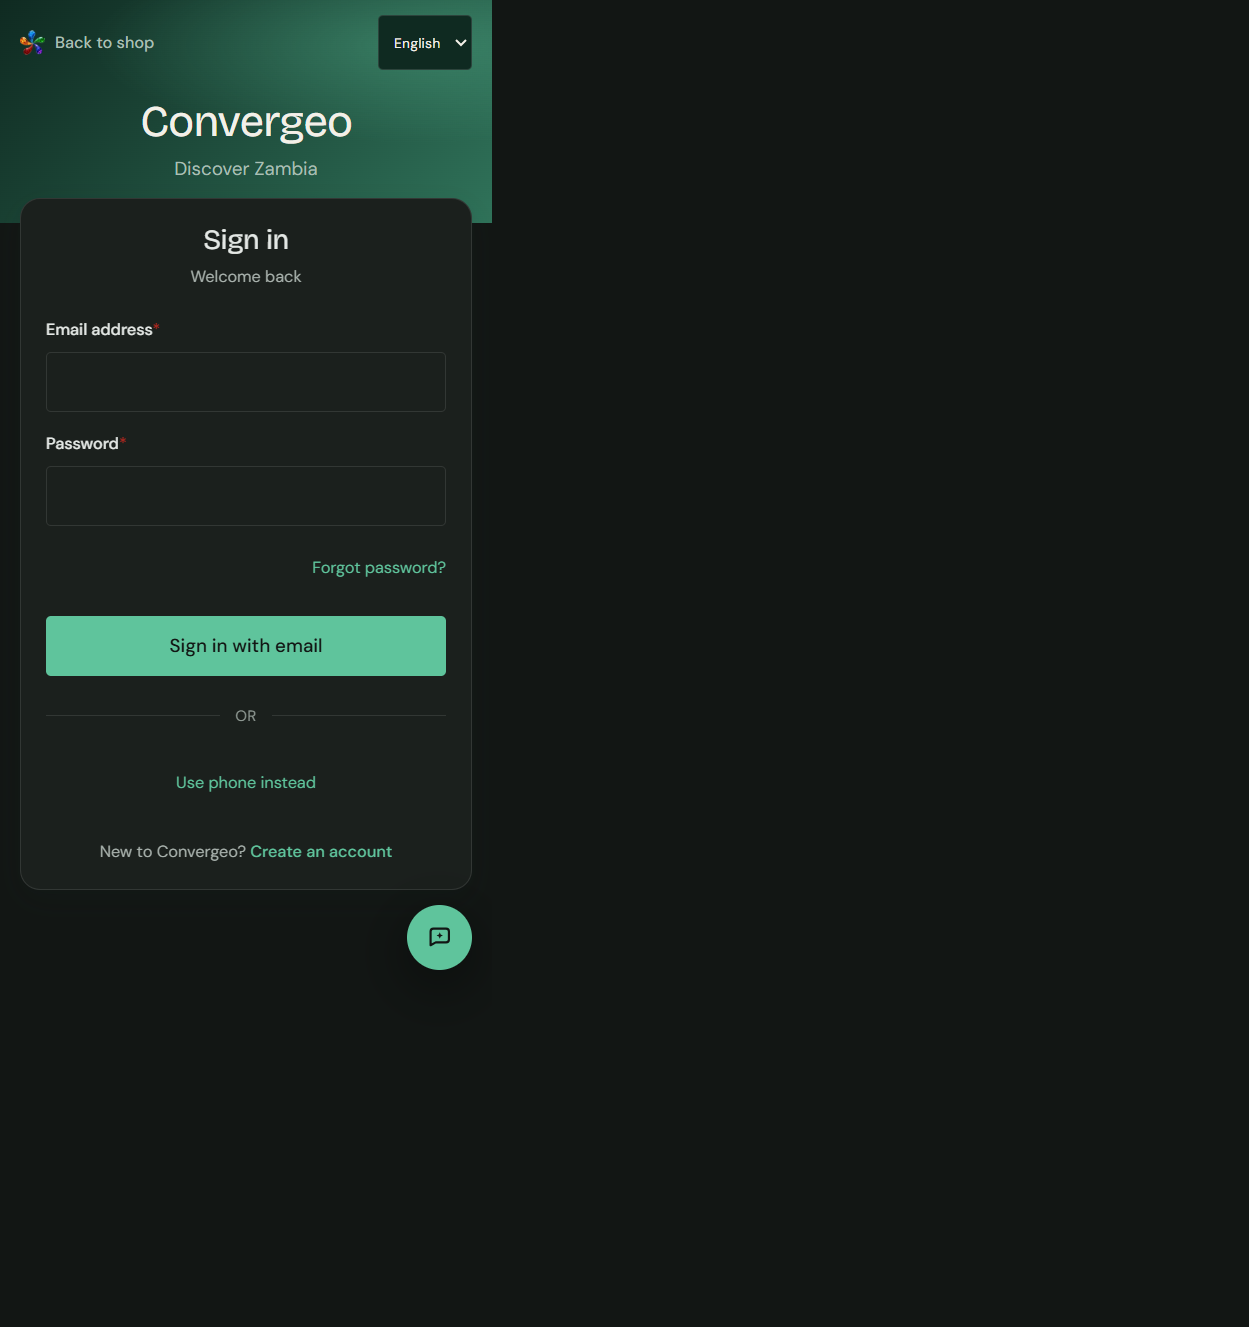 Back to shop
English
Convergeo
Discover Zambia
Sign in
Welcome back
Email address*
Password*
Forgot password?
Sign in with email
OR
Use phone instead
New to Convergeo? Create an account